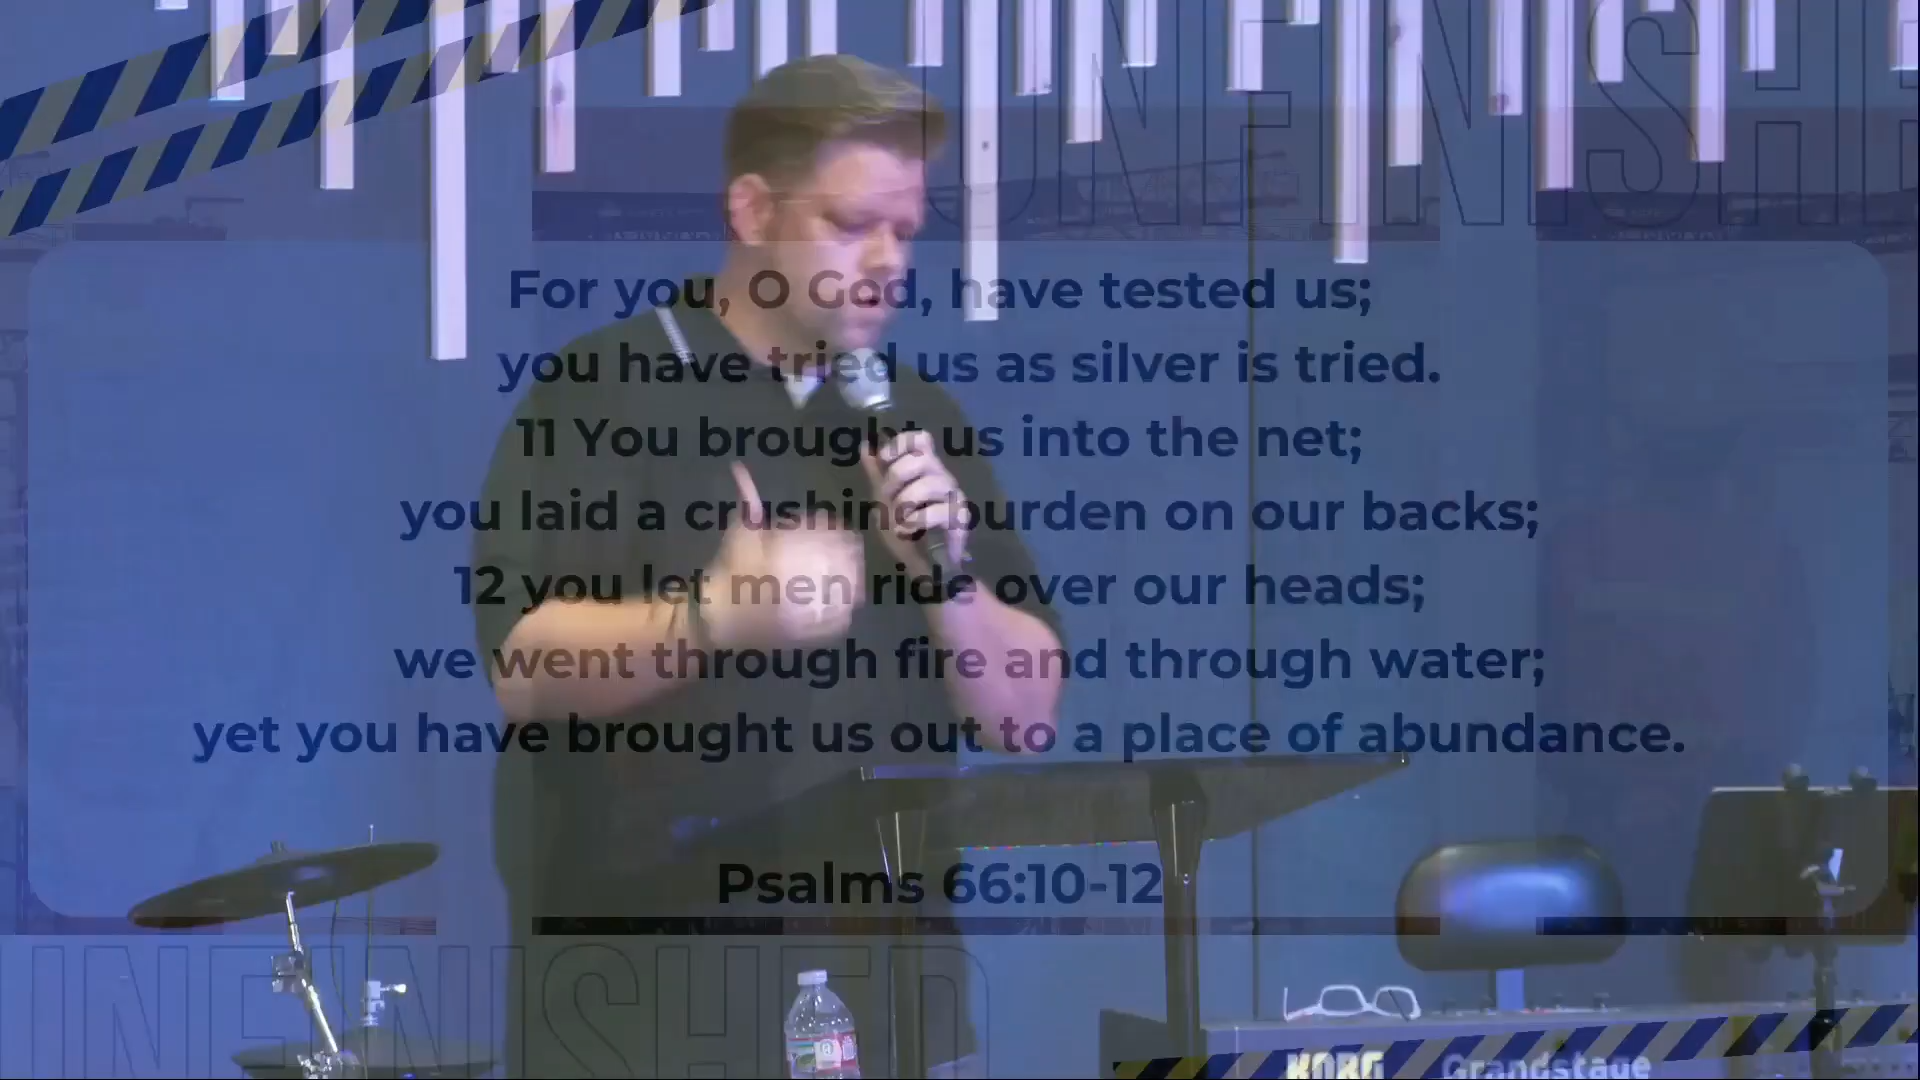 UNFINISHED
For you, O God, have tested us;
you have tried us as silver is tried.
11 You brought us into the net;
you laid a crushing burden on our backs;
12 you let men ride over our heads;
we went through fire and through water;
yet you have brought us out to a place of abundance.
Psalms 66:10-12
UNFINISHED
KORG Grandstage